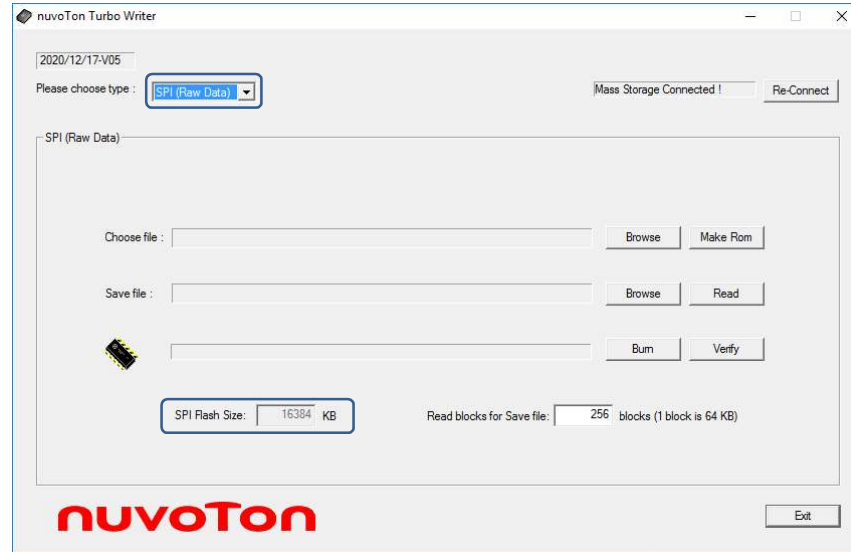 nuvoTon Turbo Writer
2020/12/17-V05
Please choose type : SPI (Raw Data) Mass Storage Connected ! Re-Connect
SPI (Raw Data)
Choose file : Browse Make Rom
Save file : Browse Read
Burn Verify
SPI Flash Size: 16384 KB Read blocks for Save file: 256 blocks (1 block is 64 KB)
nuvoTon Exit